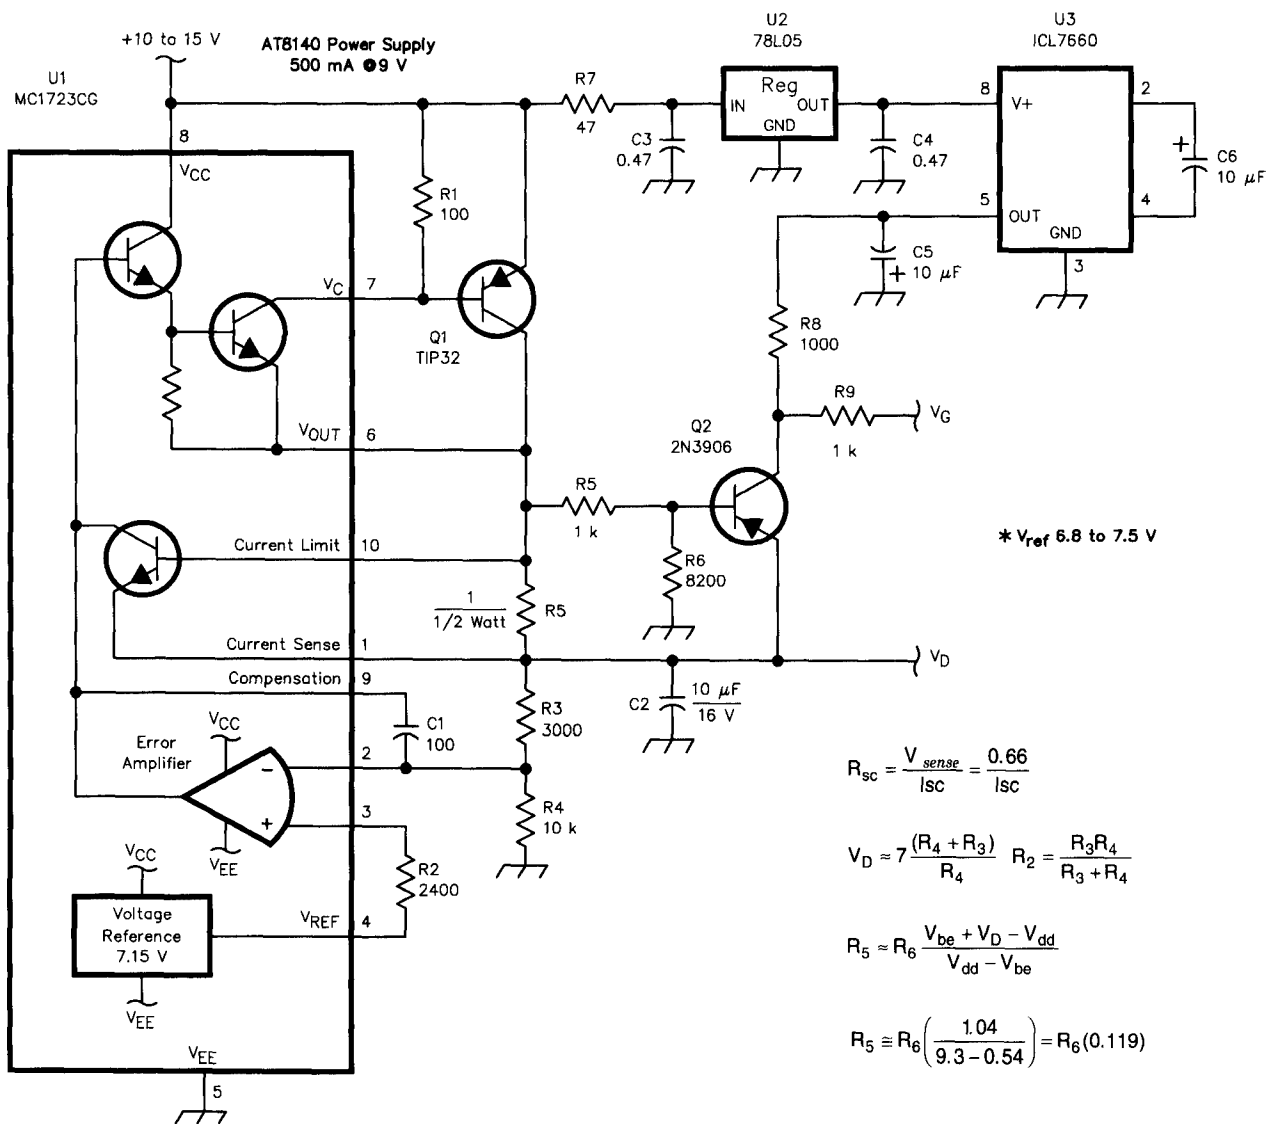 +10 to 15 V
AT8140 Power Supply
500 mA @ 9 V
U1
MC1723CG
8
VCC
R1
100
VC
7
Q1
TIP32
VOUT
6
Current Limit
10
Current Sense
1
Compensation
9
VCC
Error
Amplifier
−
+
VEE
2
3
C1
100
VCC
Voltage
Reference
7.15 V
VREF
4
VEE
VEE
5
R2
2400
R7
47
C3
0.47
U2
78L05
Reg
IN
OUT
GND
C4
0.47
U3
ICL7660
8
V+
2
+
C6
10 µF
4
5
OUT
GND
3
C5
+
10 µF
R8
1000
R9
1 k
VG
Q2
2N3906
R5
1 k
R6
8200
1
1/2 Watt
R5
VD
C2
10 µF
16 V
R3
3000
R4
10 k
* Vref 6.8 to 7.5 V
Rsc = Vsense / Isc = 0.66 / Isc
VD ≈ 7 (R4 + R3) / R4 R2 = R3R4 / R3 + R4
R5 ≈ R6 Vbe + VD − Vdd / Vdd − Vbe
R5 ≅ R6 (1.04 / 9.3 − 0.54) = R6(0.119)